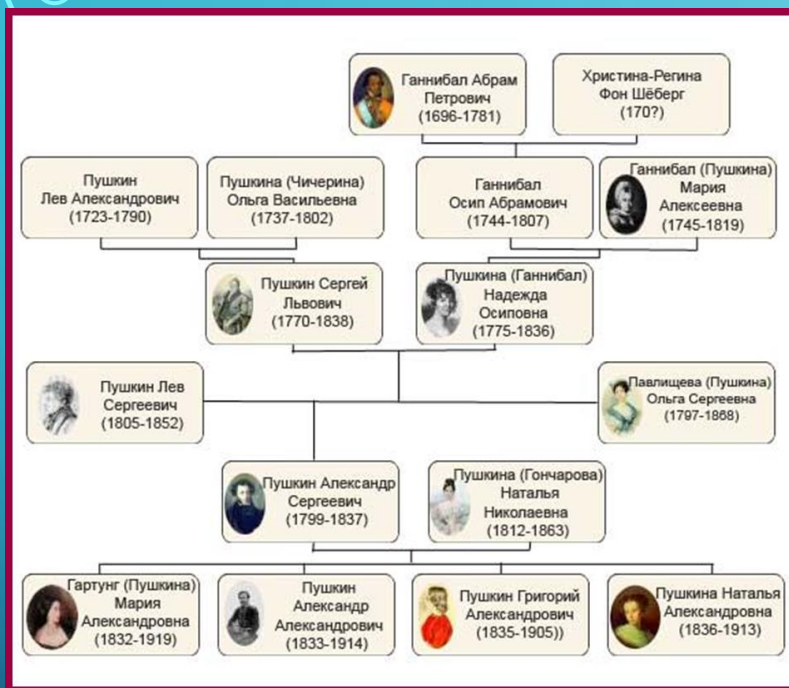 Ганнибал Абрам
Петрович
(1696-1781)
Христина-Регина
Фон Шёберг
(170?)
Пушкин
Лев Александрович
(1723-1790)
Пушкина (Чичерина)
Ольга Васильевна
(1737-1802)
Ганнибал
Осип Абрамович
(1744-1807)
Ганнибал (Пушкина)
Мария
Алексеевна
(1745-1819)
Пушкин Сергей
Львович
(1770-1838)
Пушкина (Ганнибал)
Надежда
Осиповна
(1775-1836)
Пушкин Лев
Сергеевич
(1805-1852)
Павлищева (Пушкина)
Ольга Сергеевна
(1797-1868)
Пушкин Александр
Сергеевич
(1799-1837)
Пушкина (Гончарова)
Наталья
Николаевна
(1812-1863)
Гартунг (Пушкина)
Мария
Александровна
(1832-1919)
Пушкин
Александр
Александрович
(1833-1914)
Пушкин Григорий
Александрович
(1835-1905))
Пушкина Наталья
Александровна
(1836-1913)